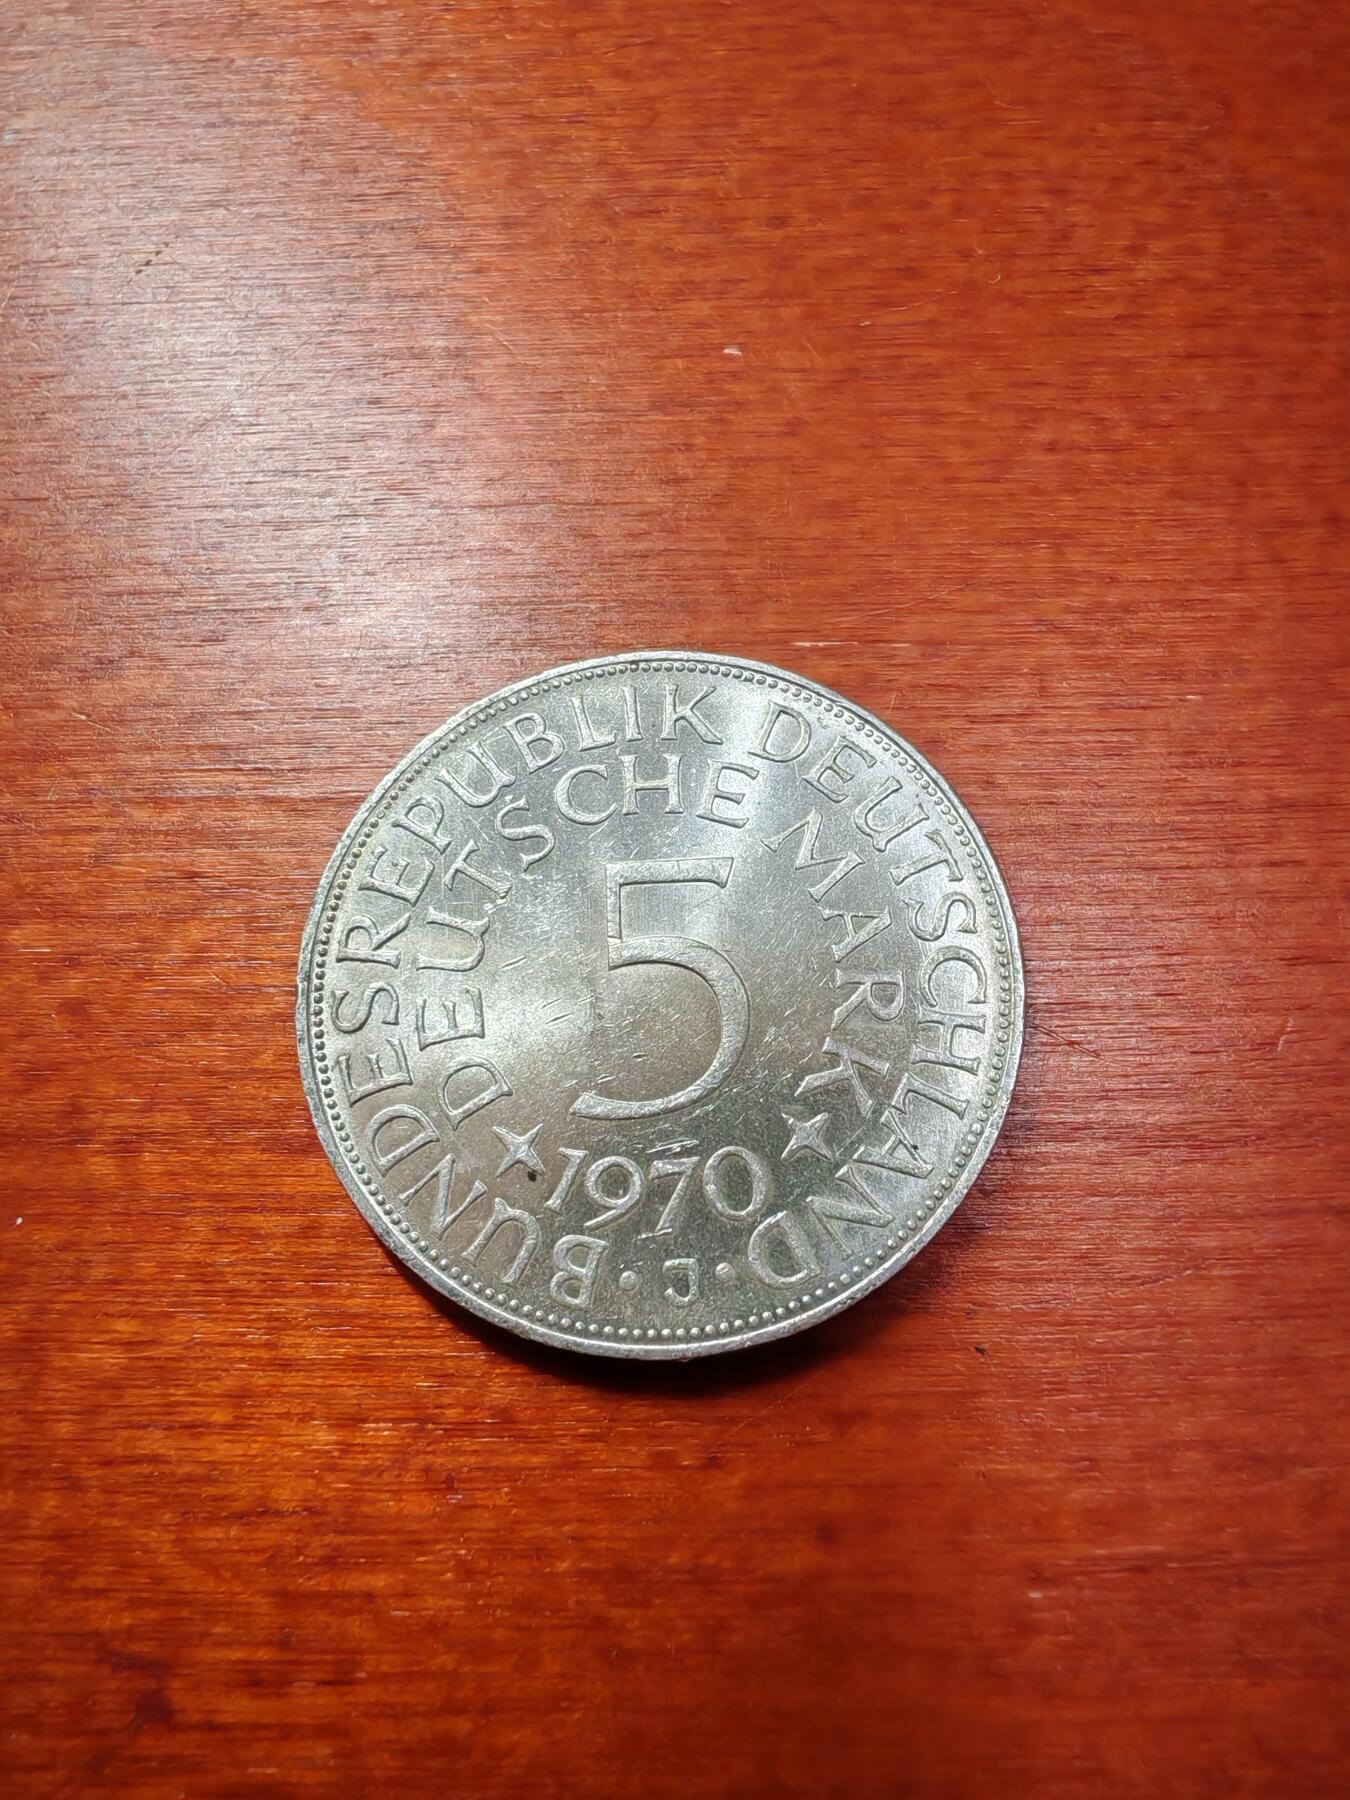 BUNDESREPUBLIK DEUTSCHLAND
DEUTSCHE MARK
5
1970
J